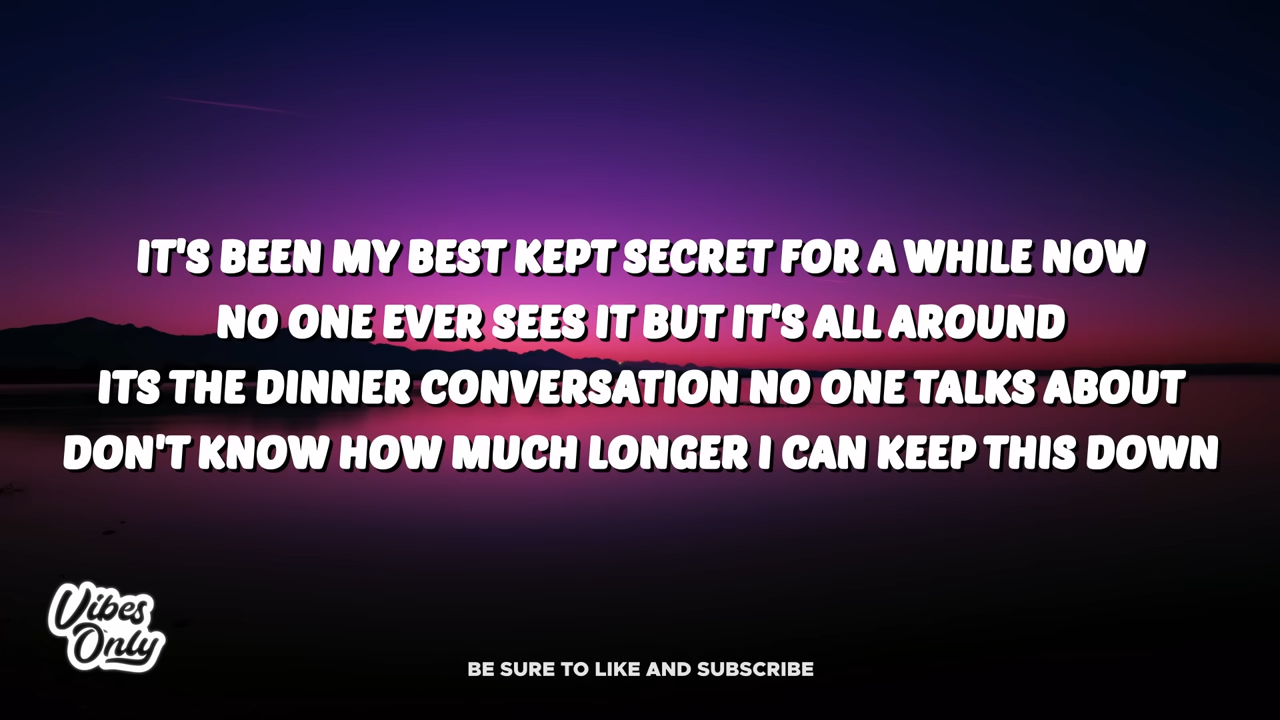 IT'S BEEN MY BEST KEPT SECRET FOR A WHILE NOW
NO ONE EVER SEES IT BUT IT'S ALL AROUND
ITS THE DINNER CONVERSATION NO ONE TALKS ABOUT
DON'T KNOW HOW MUCH LONGER I CAN KEEP THIS DOWN
Vibes
Only
BE SURE TO LIKE AND SUBSCRIBE